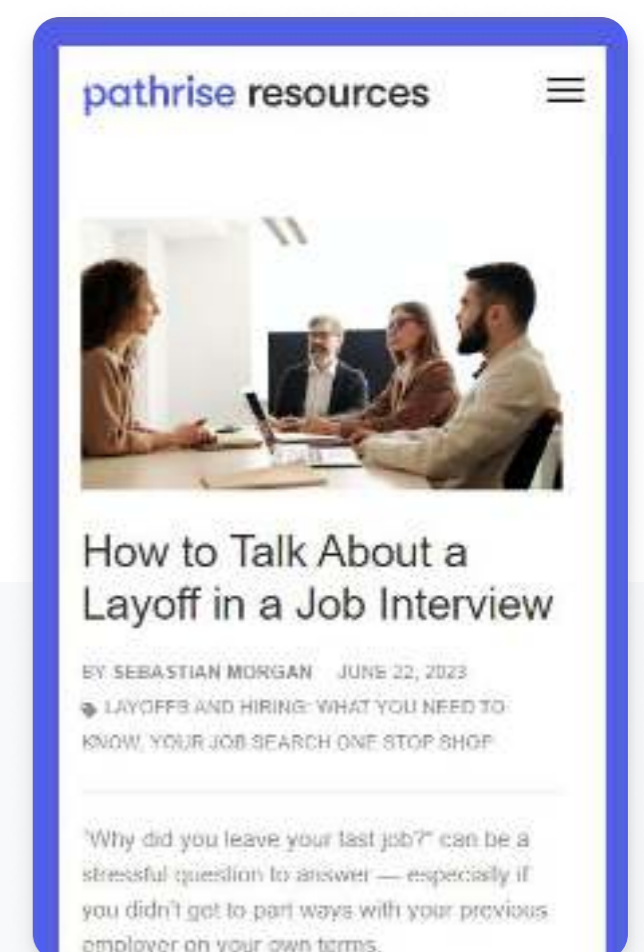 pathrise resources
How to Talk About a
Layoff in a Job Interview
BY SEBASTIAN MORGAN JUNE 22, 2023
LAYOFFS AND HIRING: WHAT YOU NEED TO
KNOW, YOUR JOB SEARCH ONE STOP SHOP
"Why did you leave your last job?" can be a
stressful question to answer — especially if
you didn't get to part ways with your previous
employer on your own terms.